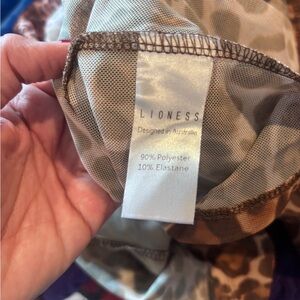 LIONESS
Designed in Australia
90% Polyester
10% Elastane